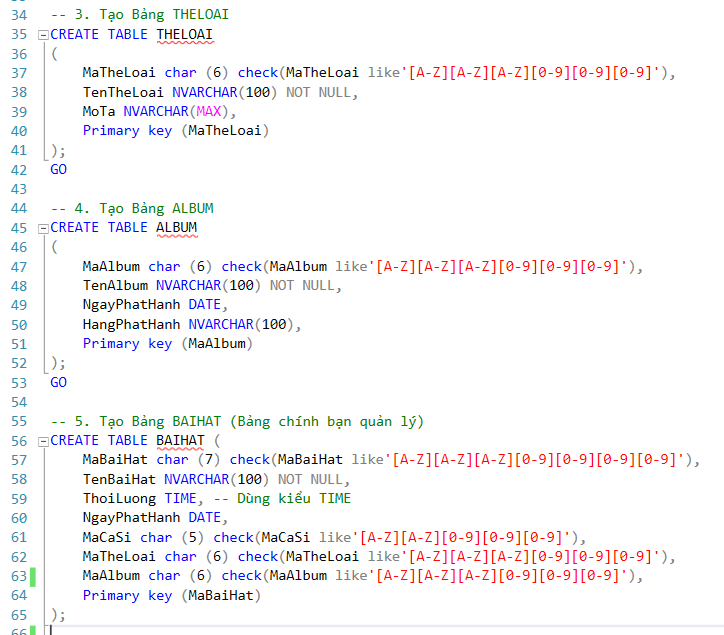 34 -- 3. Tạo Bảng THELOAI
35 CREATE TABLE THELOAI
36 (
37 MaTheLoai char (6) check(MaTheLoai like'[A-Z][A-Z][A-Z][0-9][0-9][0-9]'),
38 TenTheLoai NVARCHAR(100) NOT NULL,
39 MoTa NVARCHAR(MAX),
40 Primary key (MaTheLoai)
41 );
42 GO
43
44 -- 4. Tạo Bảng ALBUM
45 CREATE TABLE ALBUM
46 (
47 MaAlbum char (6) check(MaAlbum like'[A-Z][A-Z][A-Z][0-9][0-9][0-9]'),
48 TenAlbum NVARCHAR(100) NOT NULL,
49 NgayPhatHanh DATE,
50 HangPhatHanh NVARCHAR(100),
51 Primary key (MaAlbum)
52 );
53 GO
54
55 -- 5. Tạo Bảng BAIHAT (Bảng chính bạn quản lý)
56 CREATE TABLE BAIHAT (
57 MaBaiHat char (7) check(MaBaiHat like'[A-Z][A-Z][A-Z][0-9][0-9][0-9][0-9]'),
58 TenBaiHat NVARCHAR(100) NOT NULL,
59 ThoiLuong TIME, -- Dùng kiểu TIME
60 NgayPhatHanh DATE,
61 MaCaSi char (5) check(MaCaSi like'[A-Z][A-Z][0-9][0-9][0-9]'),
62 MaTheLoai char (6) check(MaTheLoai like'[A-Z][A-Z][A-Z][0-9][0-9][0-9]'),
63 MaAlbum char (6) check(MaAlbum like'[A-Z][A-Z][A-Z][0-9][0-9][0-9]'),
64 Primary key (MaBaiHat)
65 );
66